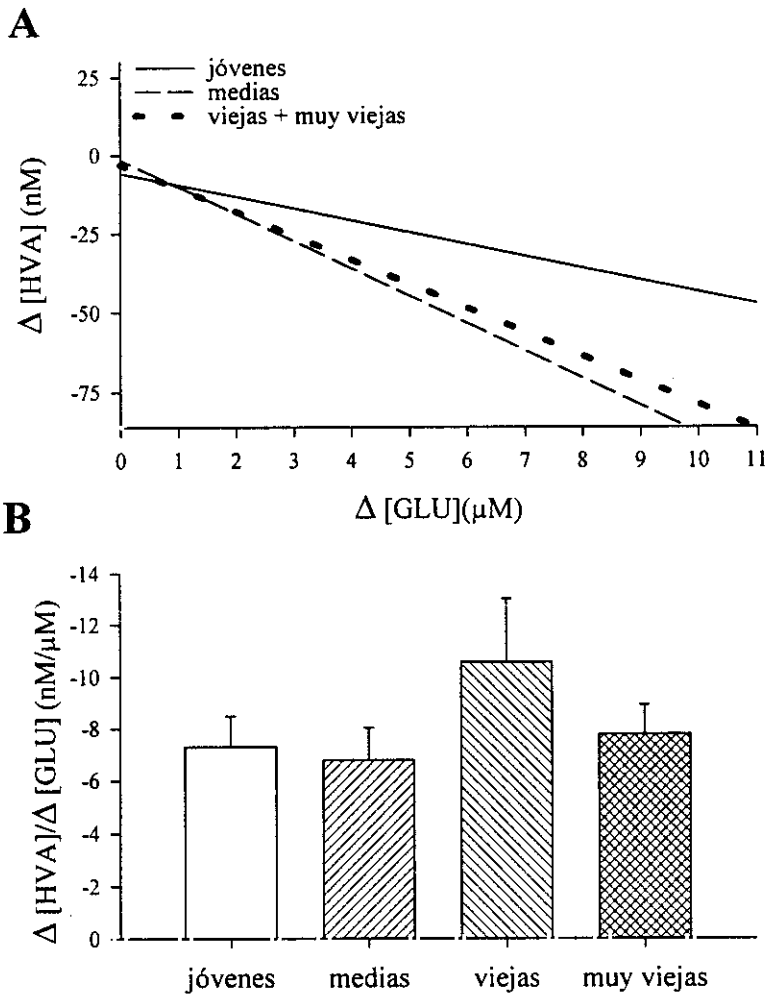 A
jóvenes
medias
viejas + muy viejas
25
0
-25
-50
-75
Δ [HVA] (nM)
0 1 2 3 4 5 6 7 8 9 10 11
Δ [GLU](μM)
B
-14
-12
-10
-8
-6
-4
-2
0
Δ [HVA]/Δ [GLU] (nM/μM)
jóvenes medias viejas muy viejas